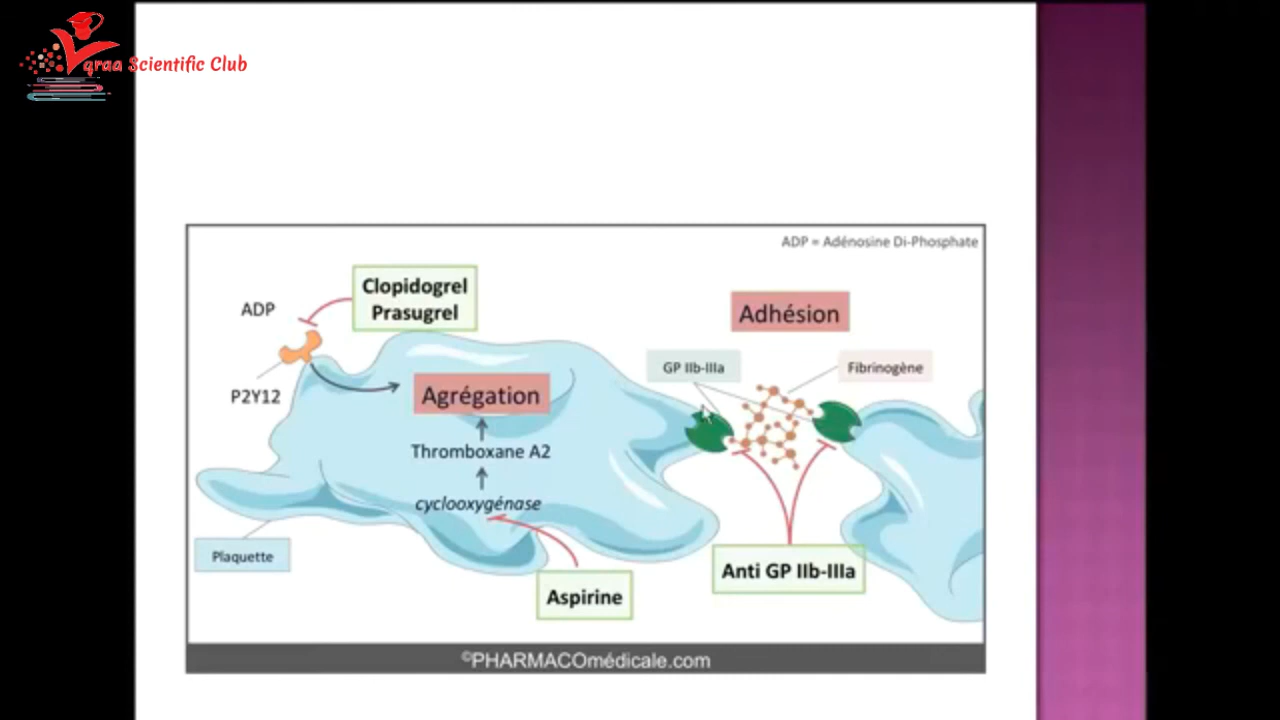 qraa Scientific Club
ADP = Adénosine Di-Phosphate
Clopidogrel
Prasugrel
ADP
Adhésion
GP IIb-IIIa
Fibrinogène
P2Y12
Agrégation
Thromboxane A2
cyclooxygénase
Plaquette
Anti GP IIb-IIIa
Aspirine
©PHARMACOmédicale.com